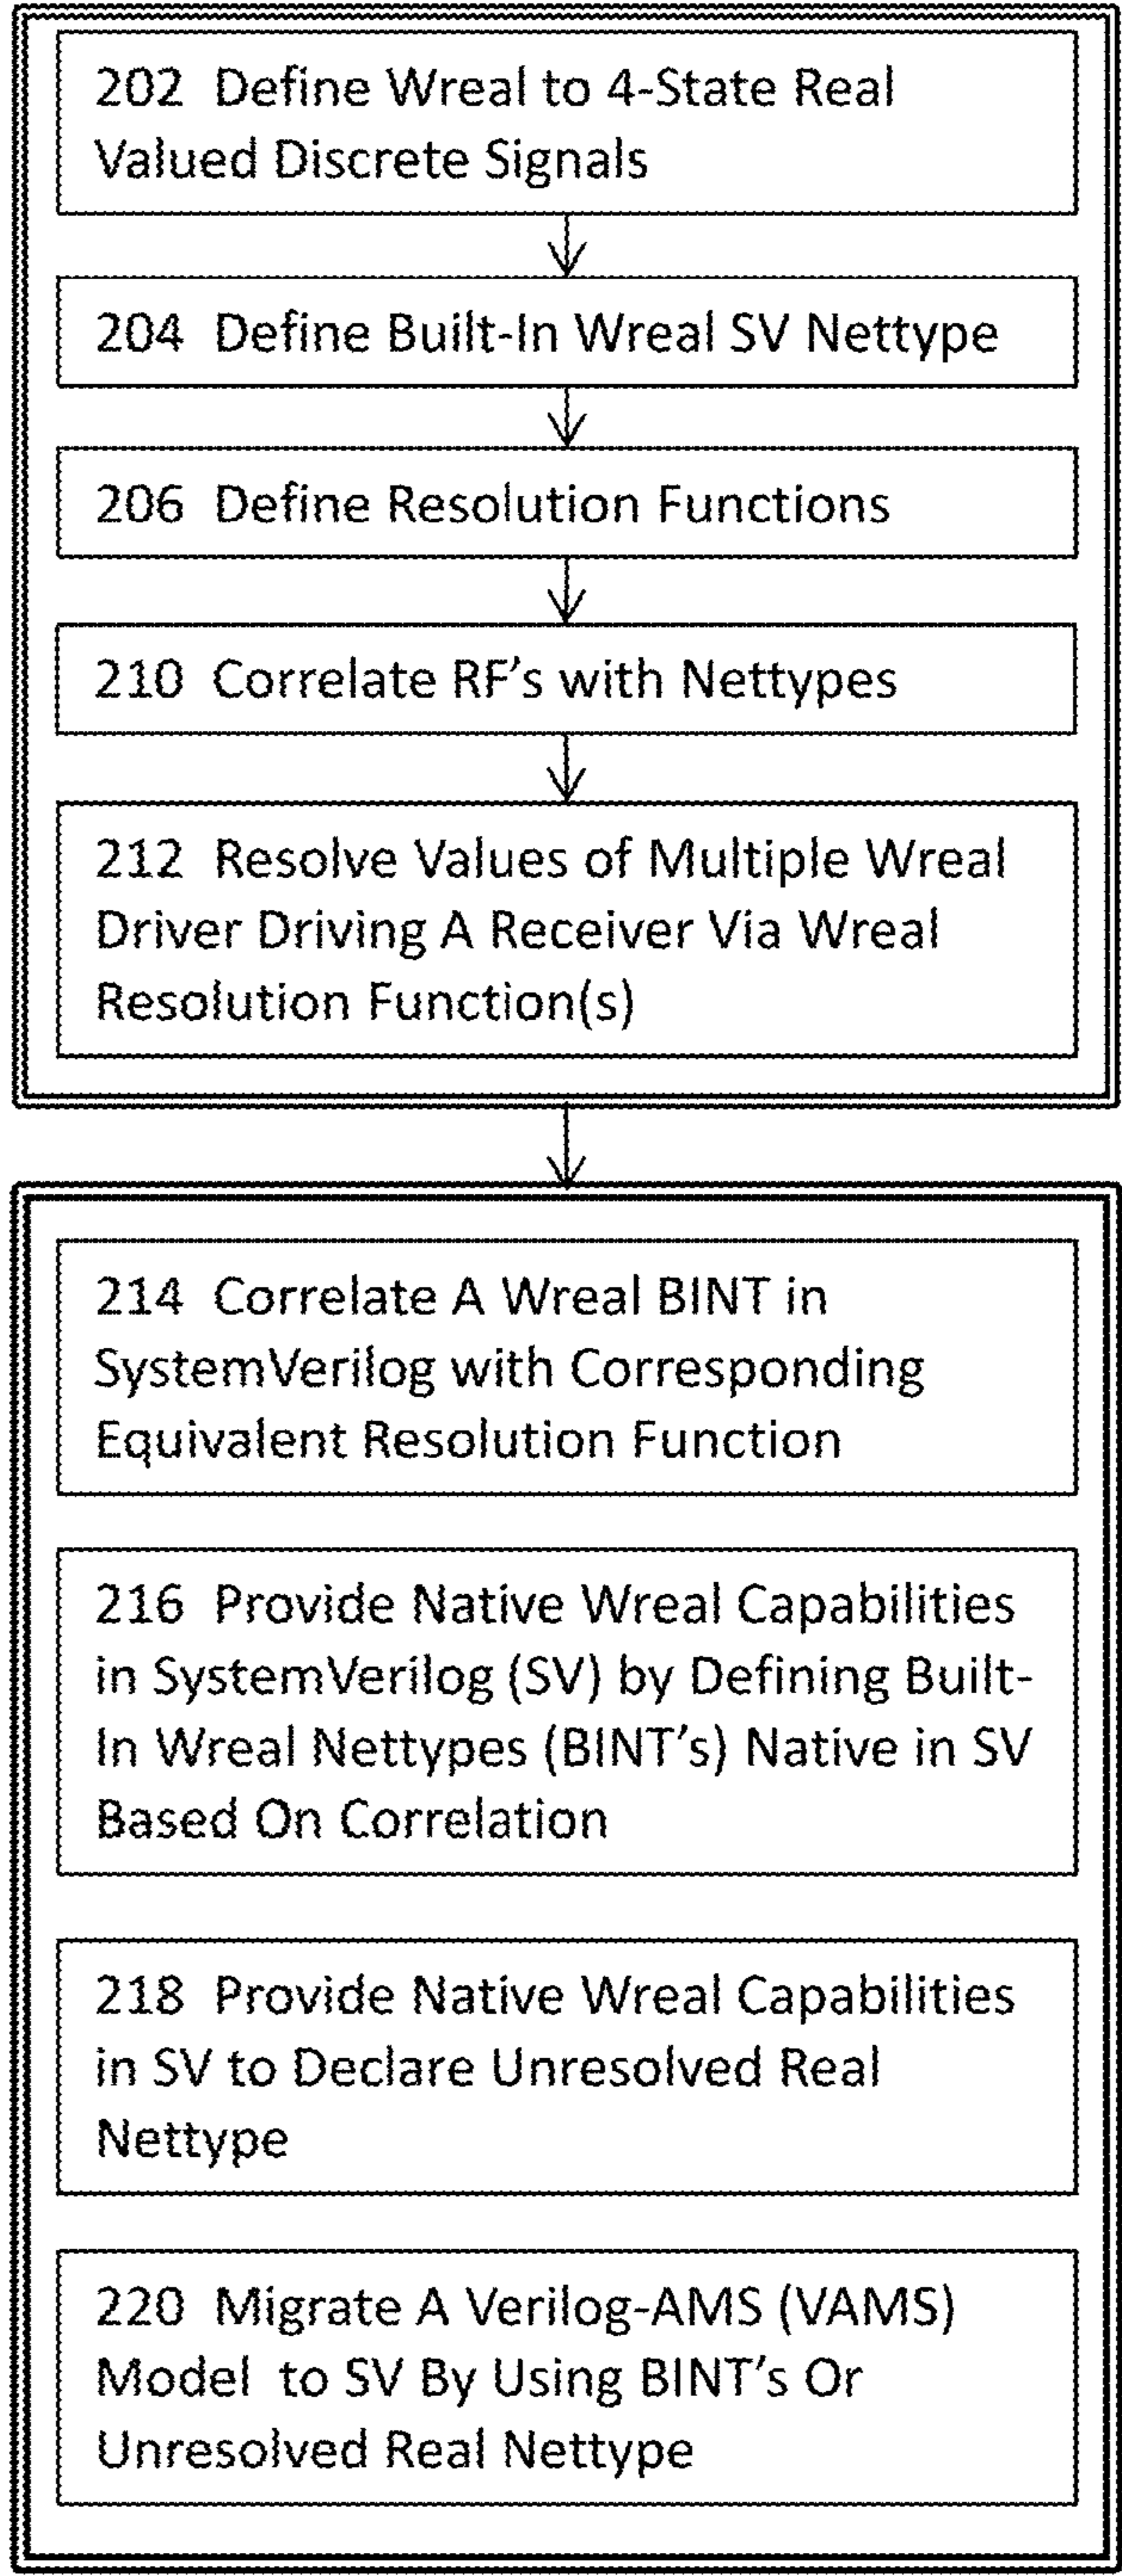 202 Define Wreal to 4-State Real
Valued Discrete Signals
204 Define Built-In Wreal SV Nettype
206 Define Resolution Functions
210 Correlate RF's with Nettypes
212 Resolve Values of Multiple Wreal
Driver Driving A Receiver Via Wreal
Resolution Function(s)
214 Correlate A Wreal BINT in
SystemVerilog with Corresponding
Equivalent Resolution Function
216 Provide Native Wreal Capabilities
in SystemVerilog (SV) by Defining Built-
In Wreal Nettypes (BINT's) Native in SV
Based On Correlation
218 Provide Native Wreal Capabilities
in SV to Declare Unresolved Real
Nettype
220 Migrate A Verilog-AMS (VAMS)
Model to SV By Using BINT's Or
Unresolved Real Nettype